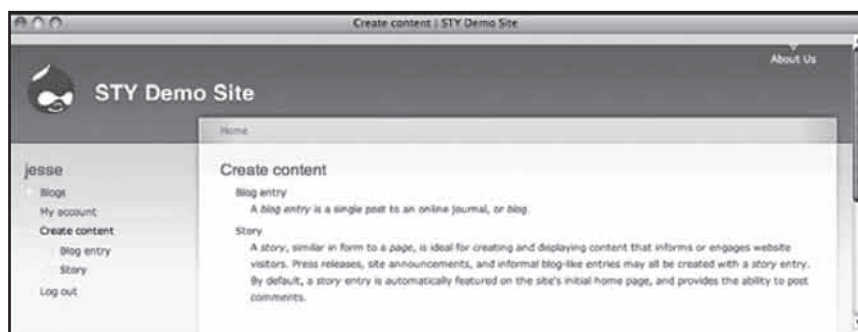 Create content | STY Demo Site
About Us
STY Demo Site
Home
jesse
Blogs
My account
Create content
Blog entry
Story
Log out
Create content
Blog entry
A blog entry is a single post to an online journal, or blog.
Story
A story, similar in form to a page, is ideal for creating and displaying content that informs or engages website
visitors. Press releases, site announcements, and informal blog-like entries may all be created with a story entry.
By default, a story entry is automatically featured on the site's initial home page, and provides the ability to post
comments.